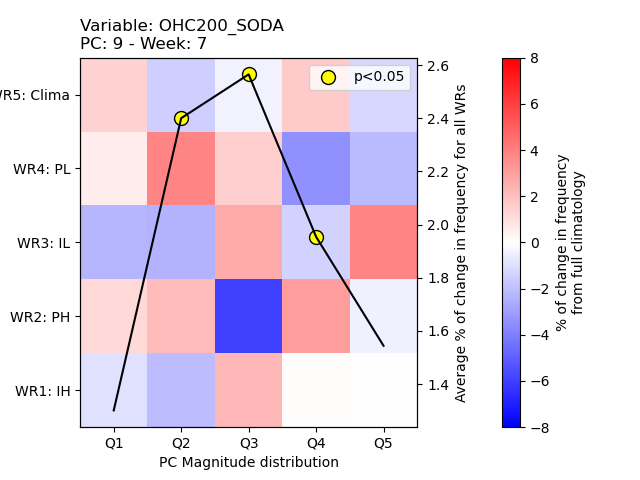 Variable: OHC200_SODA
PC: 9 - Week: 7
p<0.05
WR5: Clima
WR4: PL
WR3: IL
WR2: PH
WR1: IH
Q1 Q2 Q3 Q4 Q5
PC Magnitude distribution
2.6
2.4
2.2
2.0
1.8
1.6
1.4
Average % of change in frequency for all WRs
8
6
4
2
0
−2
−4
−6
−8
% of change in frequency
from full climatology